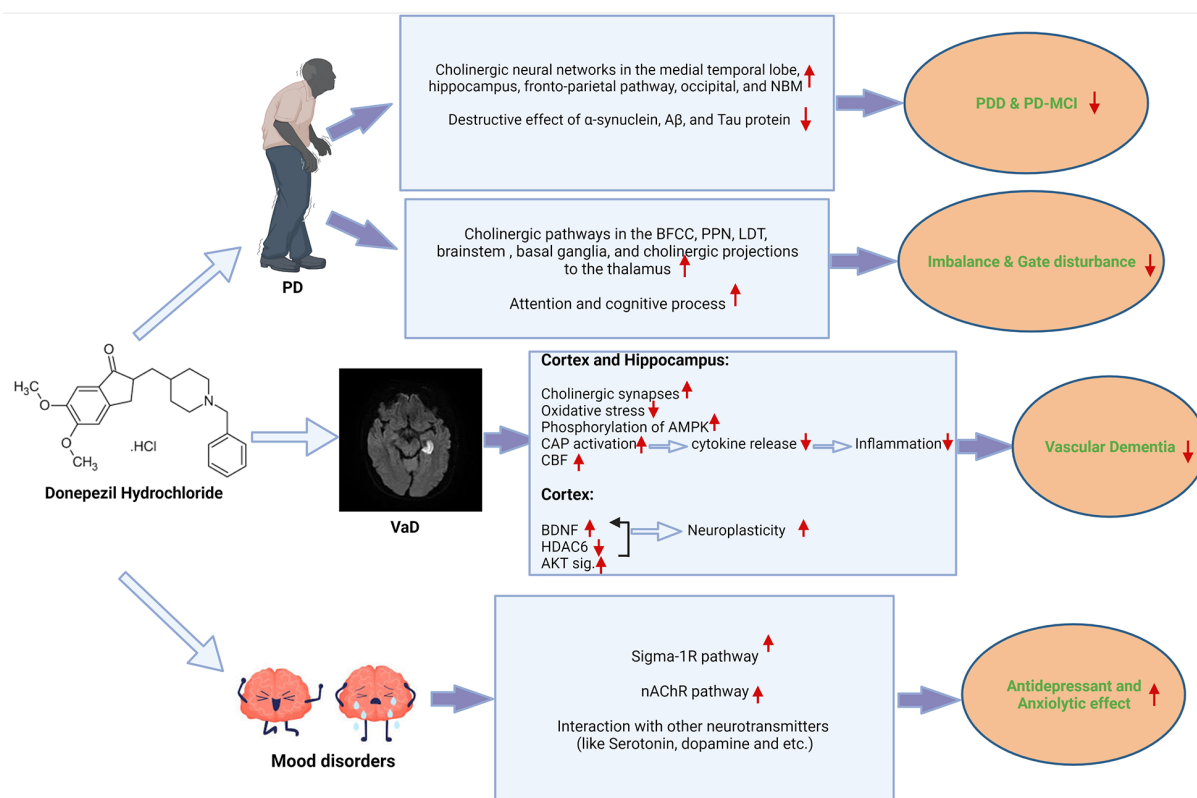 Cholinergic neural networks in the medial temporal lobe,
hippocampus, fronto-parietal pathway, occipital, and NBM
Destructive effect of α-synuclein, Aβ, and Tau protein
PDD & PD-MCI
PD
Cholinergic pathways in the BFCC, PPN, LDT,
brainstem , basal ganglia, and cholinergic projections
to the thalamus
Attention and cognitive process
Imbalance & Gate disturbance
O
H₃C
O
O
CH₃
N
.HCl
Donepezil Hydrochloride
VaD
Cortex and Hippocampus:
Cholinergic synapses
Oxidative stress
Phosphorylation of AMPK
CAP activation cytokine release Inflammation
CBF
Cortex:
BDNF Neuroplasticity
HDAC6
AKT sig.
Vascular Dementia
Mood disorders
Sigma-1R pathway
nAChR pathway
Interaction with other neurotransmitters
(like Serotonin, dopamine and etc.)
Antidepressant and
Anxiolytic effect